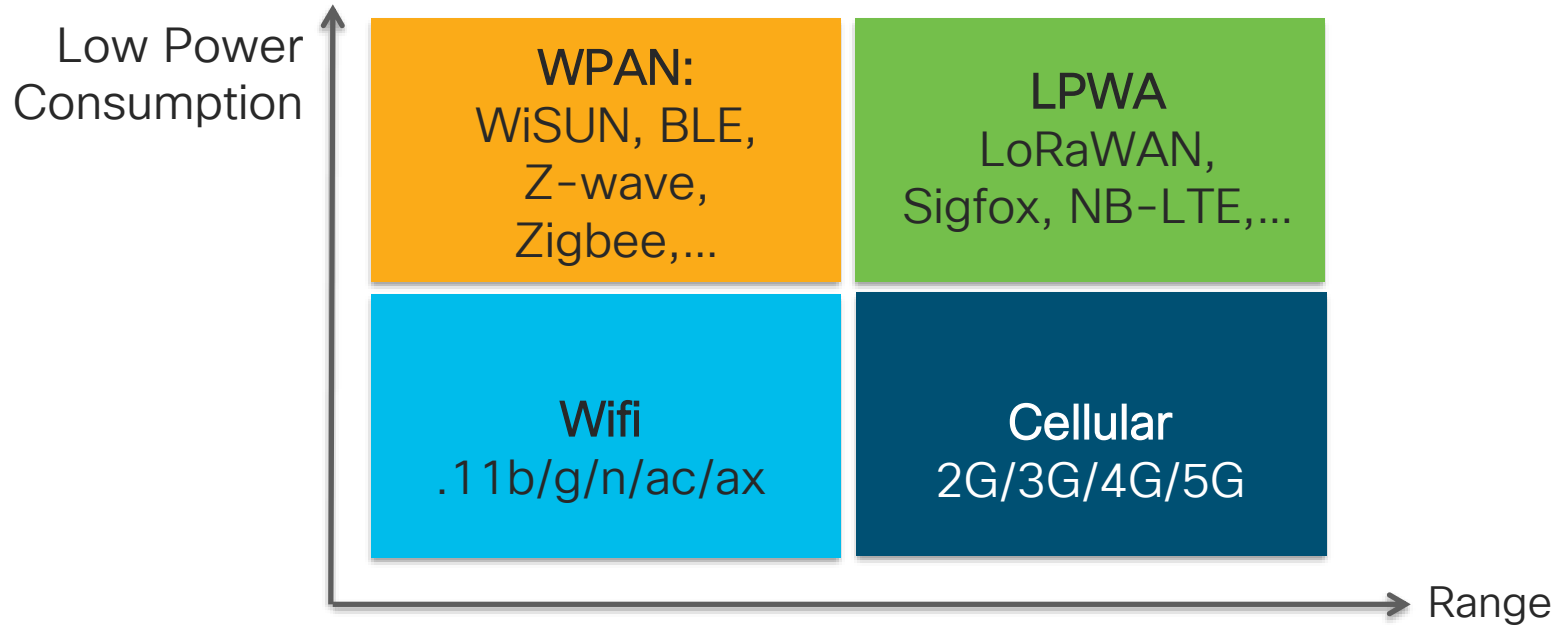 Low Power
Consumption
WPAN:
WiSUN, BLE,
Z-wave,
Zigbee,...
LPWA
LoRaWAN,
Sigfox, NB-LTE,...
Wifi
.11b/g/n/ac/ax
Cellular
2G/3G/4G/5G
Range